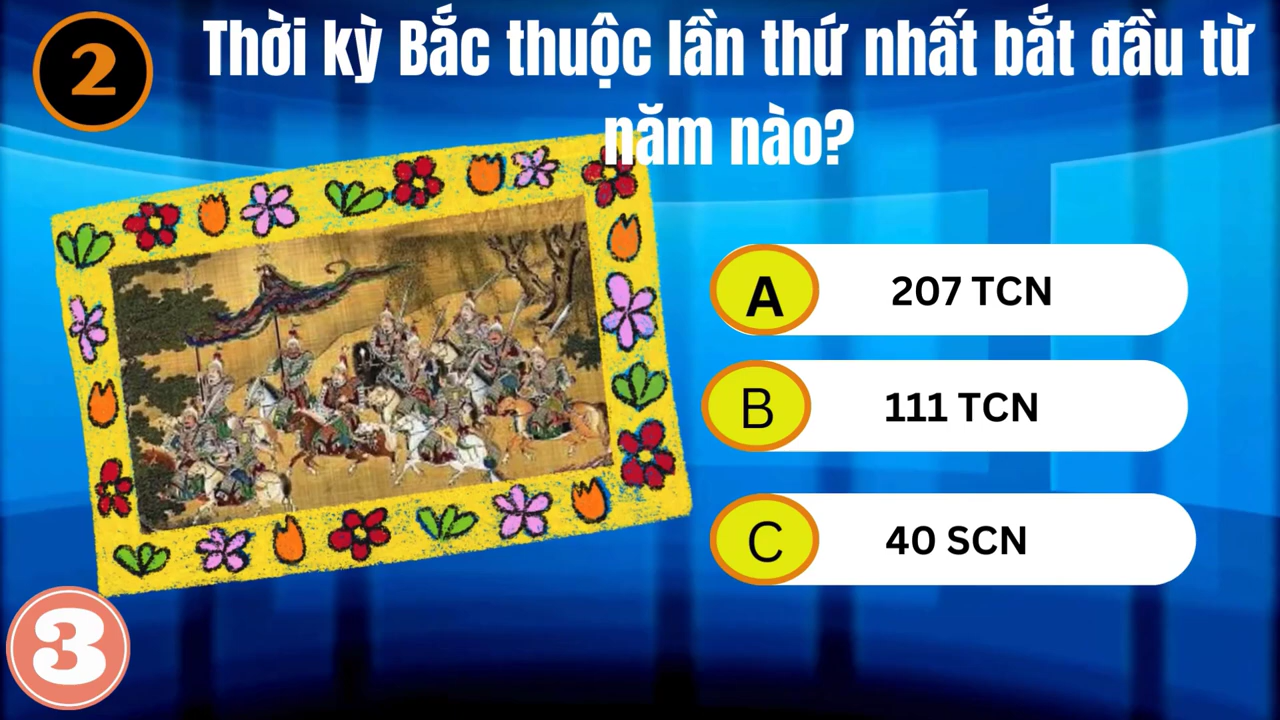 2
Thời kỳ Bắc thuộc lần thứ nhất bắt đầu từ
năm nào?
A
207 TCN
B
111 TCN
C
40 SCN
3